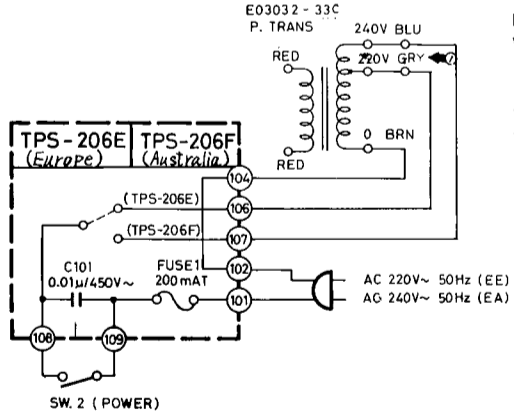 E03032-33C
P. TRANS
240V BLU
*220V GRY
RED
0 BRN
RED
TPS-206E
(Europe)
TPS-206F
(Australia)
104
(TPS-206E)
106
(TPS-206F)
107
C101
0.01μ/450V~
FUSE1
200mAT
102
AC 220V~ 50Hz (EE)
101
AC 240V~ 50Hz (EA)
108
109
SW. 2 (POWER)